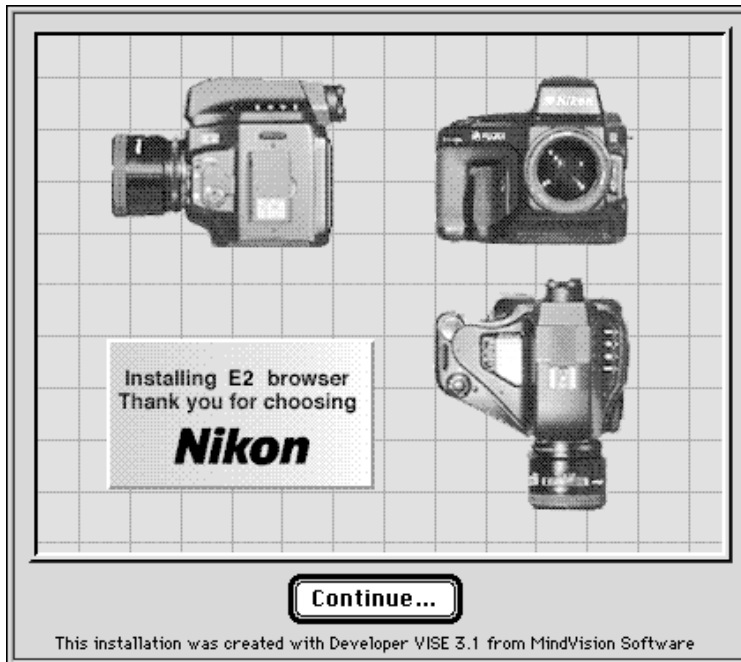 Nikon
Installing E2 browser
Thank you for choosing
Nikon
Continue...
This installation was created with Developer VISE 3.1 from MindVision Software